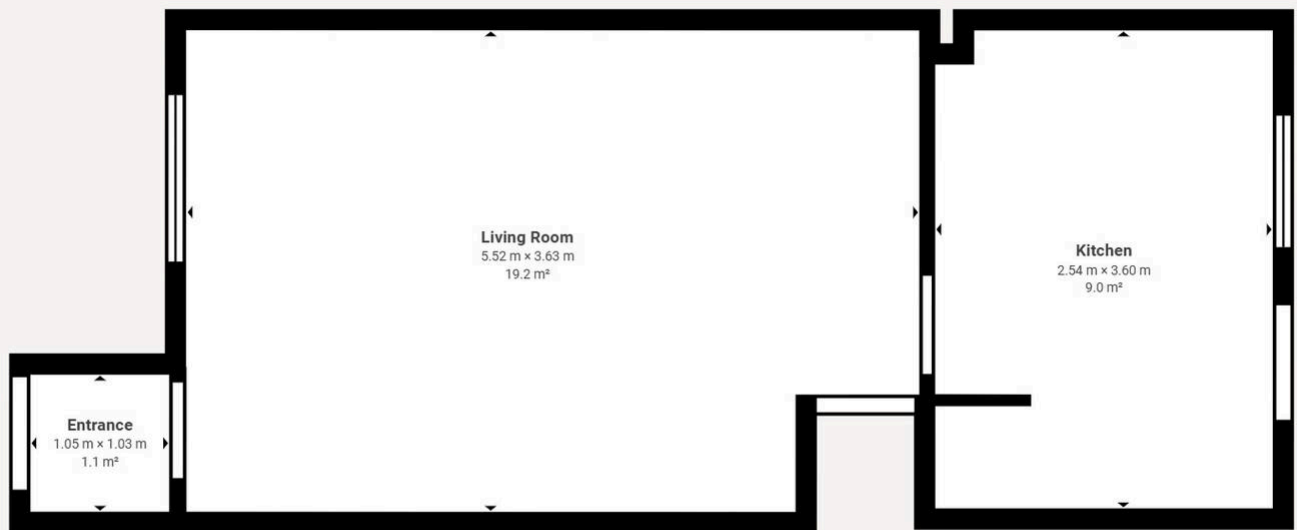 Living Room
5.52 m × 3.63 m
19.2 m²
Kitchen
2.54 m × 3.60 m
9.0 m²
Entrance
1.05 m × 1.03 m
1.1 m²